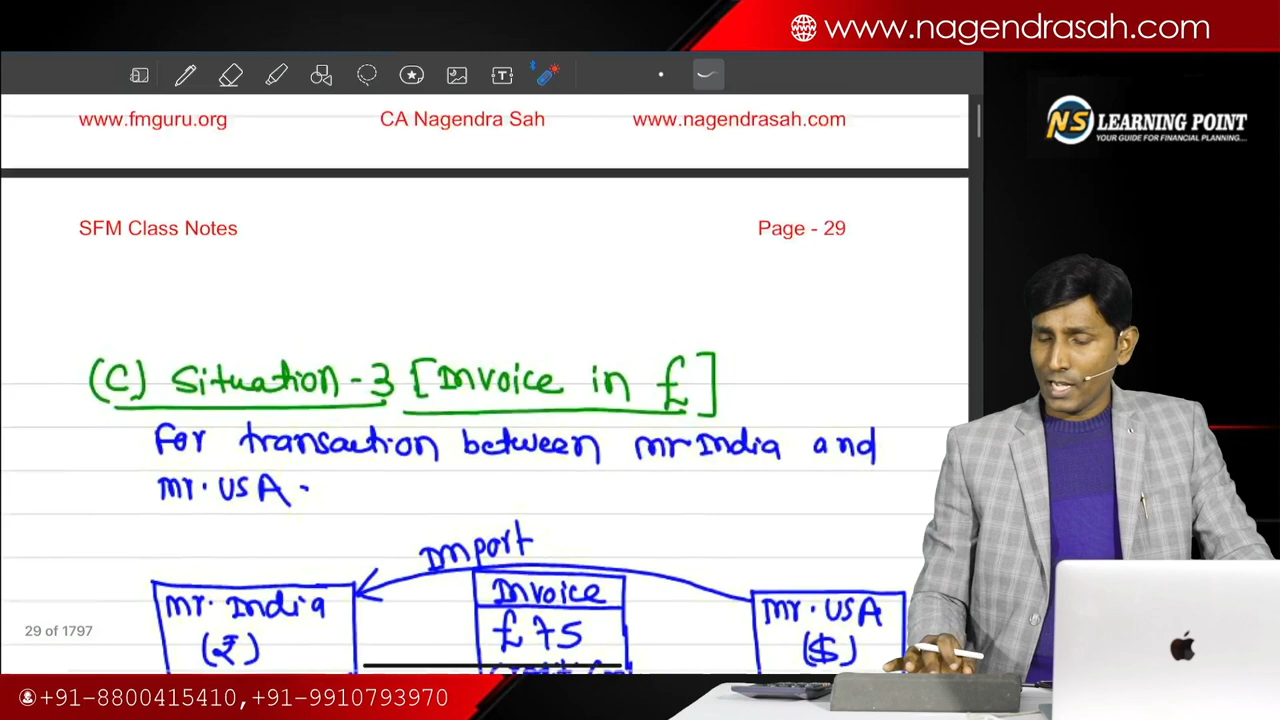 www.nagendrasah.com
NS LEARNING POINT
YOUR GUIDE FOR FINANCIAL PLANNING....
www.fmguru.org CA Nagendra Sah www.nagendrasah.com
SFM Class Notes Page - 29
(C) Situation-3 [Invoice in £]
For transaction between mr India and
mr. USA -
Import
mr. India Invoice mr. USA
(₹) £75 ($)
29 of 1797
+91-8800415410,+91-9910793970